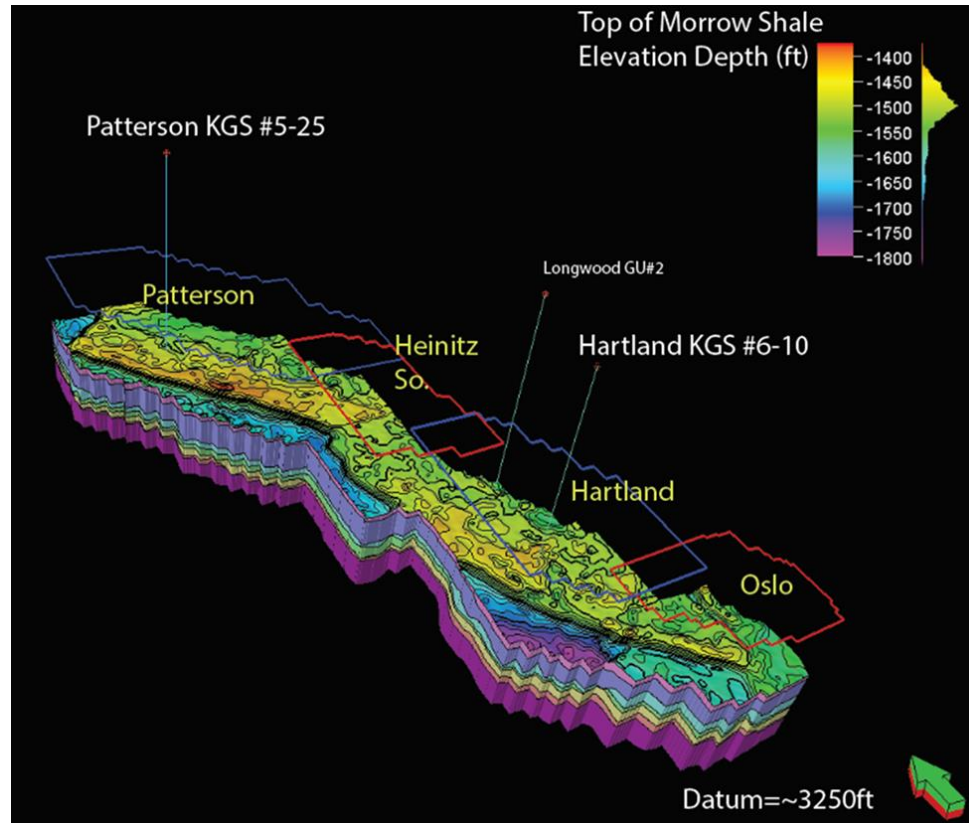 Top of Morrow Shale
Elevation Depth (ft)
-1400
-1450
-1500
-1550
-1600
-1650
-1700
-1750
-1800
Patterson KGS #5-25
Longwood GU#2
Patterson
Heinitz
So.
Hartland KGS #6-10
Hartland
Oslo
Datum=~3250ft